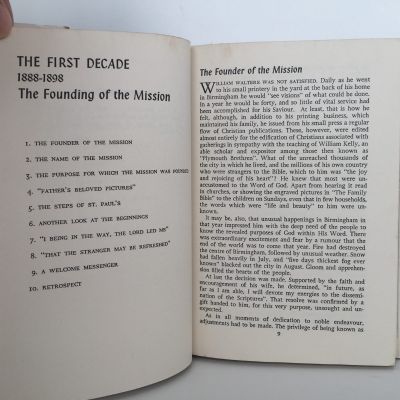 THE FIRST DECADE
1888-1898
The Founding of the Mission
1. THE FOUNDER OF THE MISSION
2. THE NAME OF THE MISSION
3. THE PURPOSE FOR WHICH THE MISSION WAS FOUNDED
4. "FATHER'S BELOVED PICTURES"
5. THE STEPS OF ST. PAUL'S
6. ANOTHER LOOK AT THE BEGINNINGS
7. "I BEING IN THE WAY, THE LORD LED ME"
8. "THAT THE STRANGER MAY BE REFRESHED"
9. A WELCOME MESSENGER
10. RETROSPECT
The Founder of the Mission
WILLIAM WALTERS WAS NOT SATISFIED. Daily as he went
to his small printery in the yard at the back of his home in
Birmingham he would "see visions" of what could be done.
In a year he would be forty, and so little of vital service had
been accomplished for his Saviour. At least, that is how he
felt, although, in addition to his printing business, which
maintained his family, he issued from his small press a regular
flow of Christian publications. These, however, were edited
almost entirely for the edification of Christians associated with
gatherings in sympathy with the teaching of William Kelly, an
able scholar and expositor among those then known as
"Plymouth Brethren". What of the unreached thousands of
the city in which he lived, and the millions of his own country
who were strangers to the Bible, which to him was "the joy
and rejoicing of his heart"? He knew that most were un-
accustomed to the Word of God. Apart from hearing it read
in churches, or showing the engraved pictures in "The Family
Bible" to the children on Sundays, even that in few households,
the words which were "life and beauty" to him were un-
known.
It may be, also, that unusual happenings in Birmingham in
that year impressed him with the deep need of the people to
know the revealed purposes of God within His Word. There
was extraordinary excitement and fear by a rumour that the
end of the world was to come that year. Fire had destroyed
the centre of Birmingham, followed by unusual weather. Snow
had fallen heavily in July, and "five days thickest fog ever
known" blacked out the city in August. Gloom and apprehen-
sion filled the hearts of the people.
At last the decision was made. Supported by the faith and
encouragement of his wife, he determined, "in future, as
far as I am able, I will devote my energies to the dissemi-
nation of the Scriptures". That resolve was confirmed by a
gift handed to him, for this very purpose, unsought and un-
expected.
As in all moments of dedication to noble endeavour,
adjustments had to be made. The privilege of being known as
9